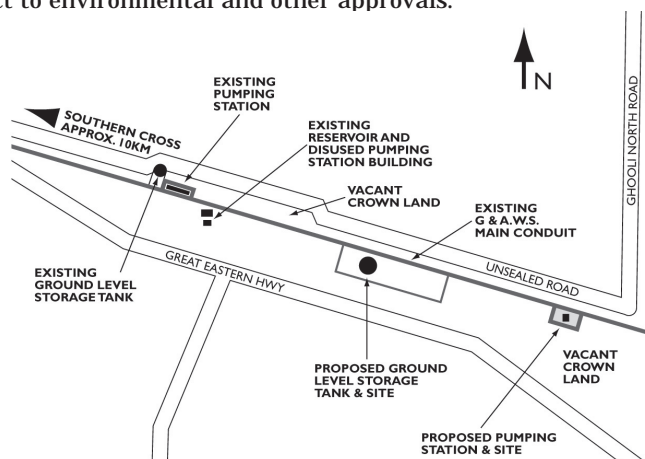 ct to environmental and other approvals.
N
GHOOLI NORTH ROAD
EXISTING
PUMPING
STATION
SOUTHERN CROSS
APPROX. 10KM
EXISTING
RESERVOIR AND
DISUSED PUMPING
STATION BUILDING
VACANT
CROWN LAND
EXISTING
G & A.W.S.
MAIN CONDUIT
EXISTING
GROUND LEVEL
STORAGE TANK
GREAT EASTERN HWY
UNSEALED ROAD
PROPOSED GROUND
LEVEL STORAGE
TANK & SITE
VACANT
CROWN
LAND
PROPOSED PUMPING
STATION & SITE